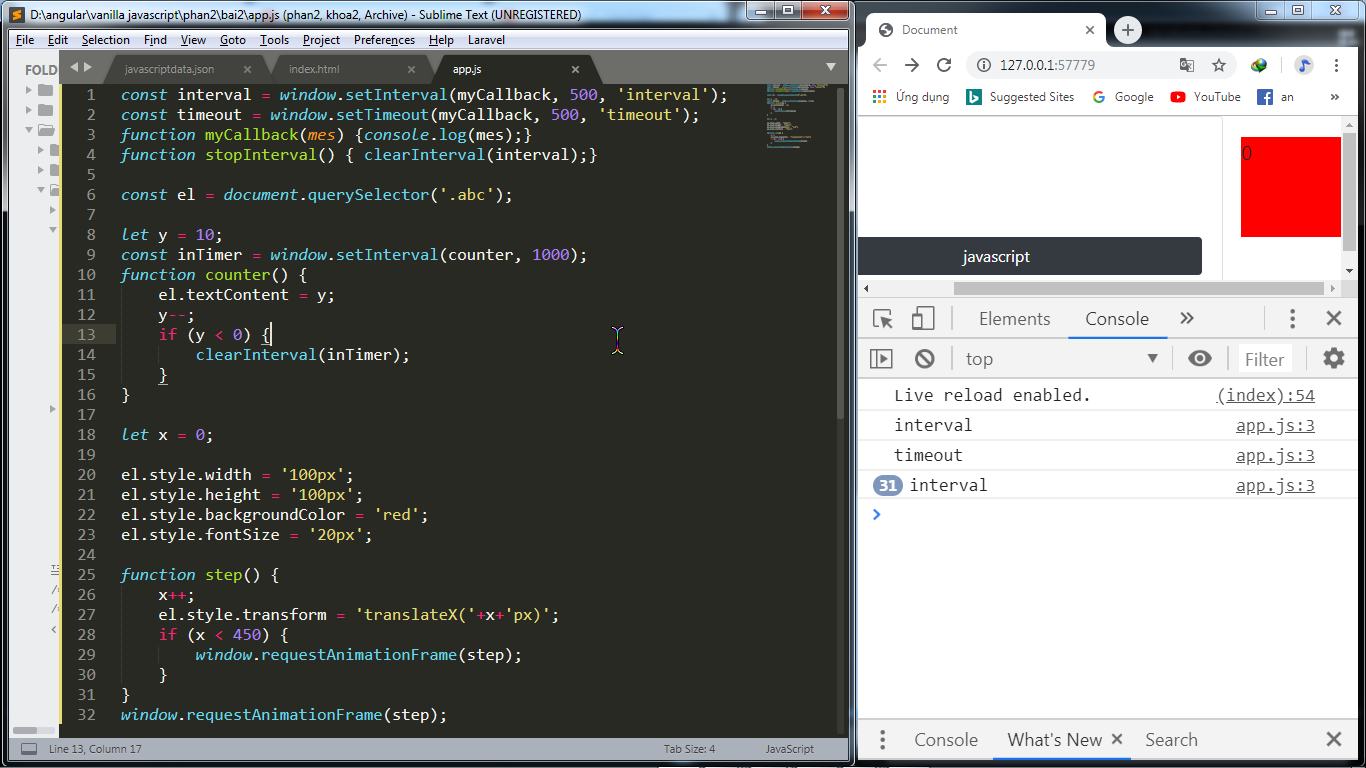 D:\angular\vanilla javascript\phan2\bai2\app.js (phan2, khoa2, Archive) - Sublime Text (UNREGISTERED)
File Edit Selection Find View Goto Tools Project Preferences Help Laravel
FOLD
javascriptdata.json × index.html × app.js ×
1 const interval = window.setInterval(myCallback, 500, 'interval');
2 const timeout = window.setTimeout(myCallback, 500, 'timeout');
3 function myCallback(mes) {console.log(mes);}
4 function stopInterval() { clearInterval(interval);}
5
6 const el = document.querySelector('.abc');
7
8 let y = 10;
9 const inTimer = window.setInterval(counter, 1000);
10 function counter() {
11 el.textContent = y;
12 y--;
13 if (y < 0) {
14 clearInterval(inTimer);
15 }
16 }
17
18 let x = 0;
19
20 el.style.width = '100px';
21 el.style.height = '100px';
22 el.style.backgroundColor = 'red';
23 el.style.fontSize = '20px';
24
25 function step() {
26 x++;
27 el.style.transform = 'translateX('+x+'px)';
28 if (x < 450) {
29 window.requestAnimationFrame(step);
30 }
31 }
32 window.requestAnimationFrame(step);
Line 13, Column 17 Tab Size: 4 JavaScript
Document
127.0.0.1:57779
Ứng dụng Suggested Sites Google YouTube an »
0
javascript
Elements Console »
top Filter
Live reload enabled. (index):54
interval app.js:3
timeout app.js:3
31 interval app.js:3
Console What's New × Search